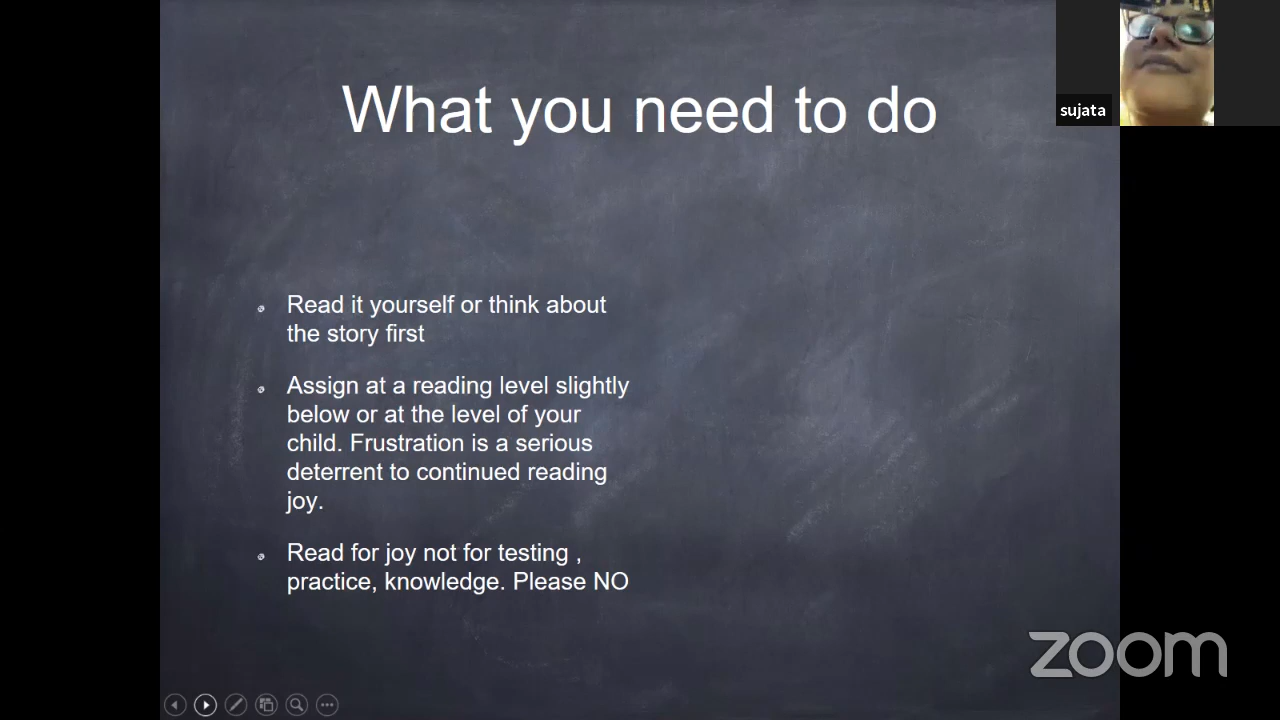 What you need to do
sujata
Read it yourself or think about
the story first
Assign at a reading level slightly
below or at the level of your
child. Frustration is a serious
deterrent to continued reading
joy.
Read for joy not for testing ,
practice, knowledge. Please NO
zoom